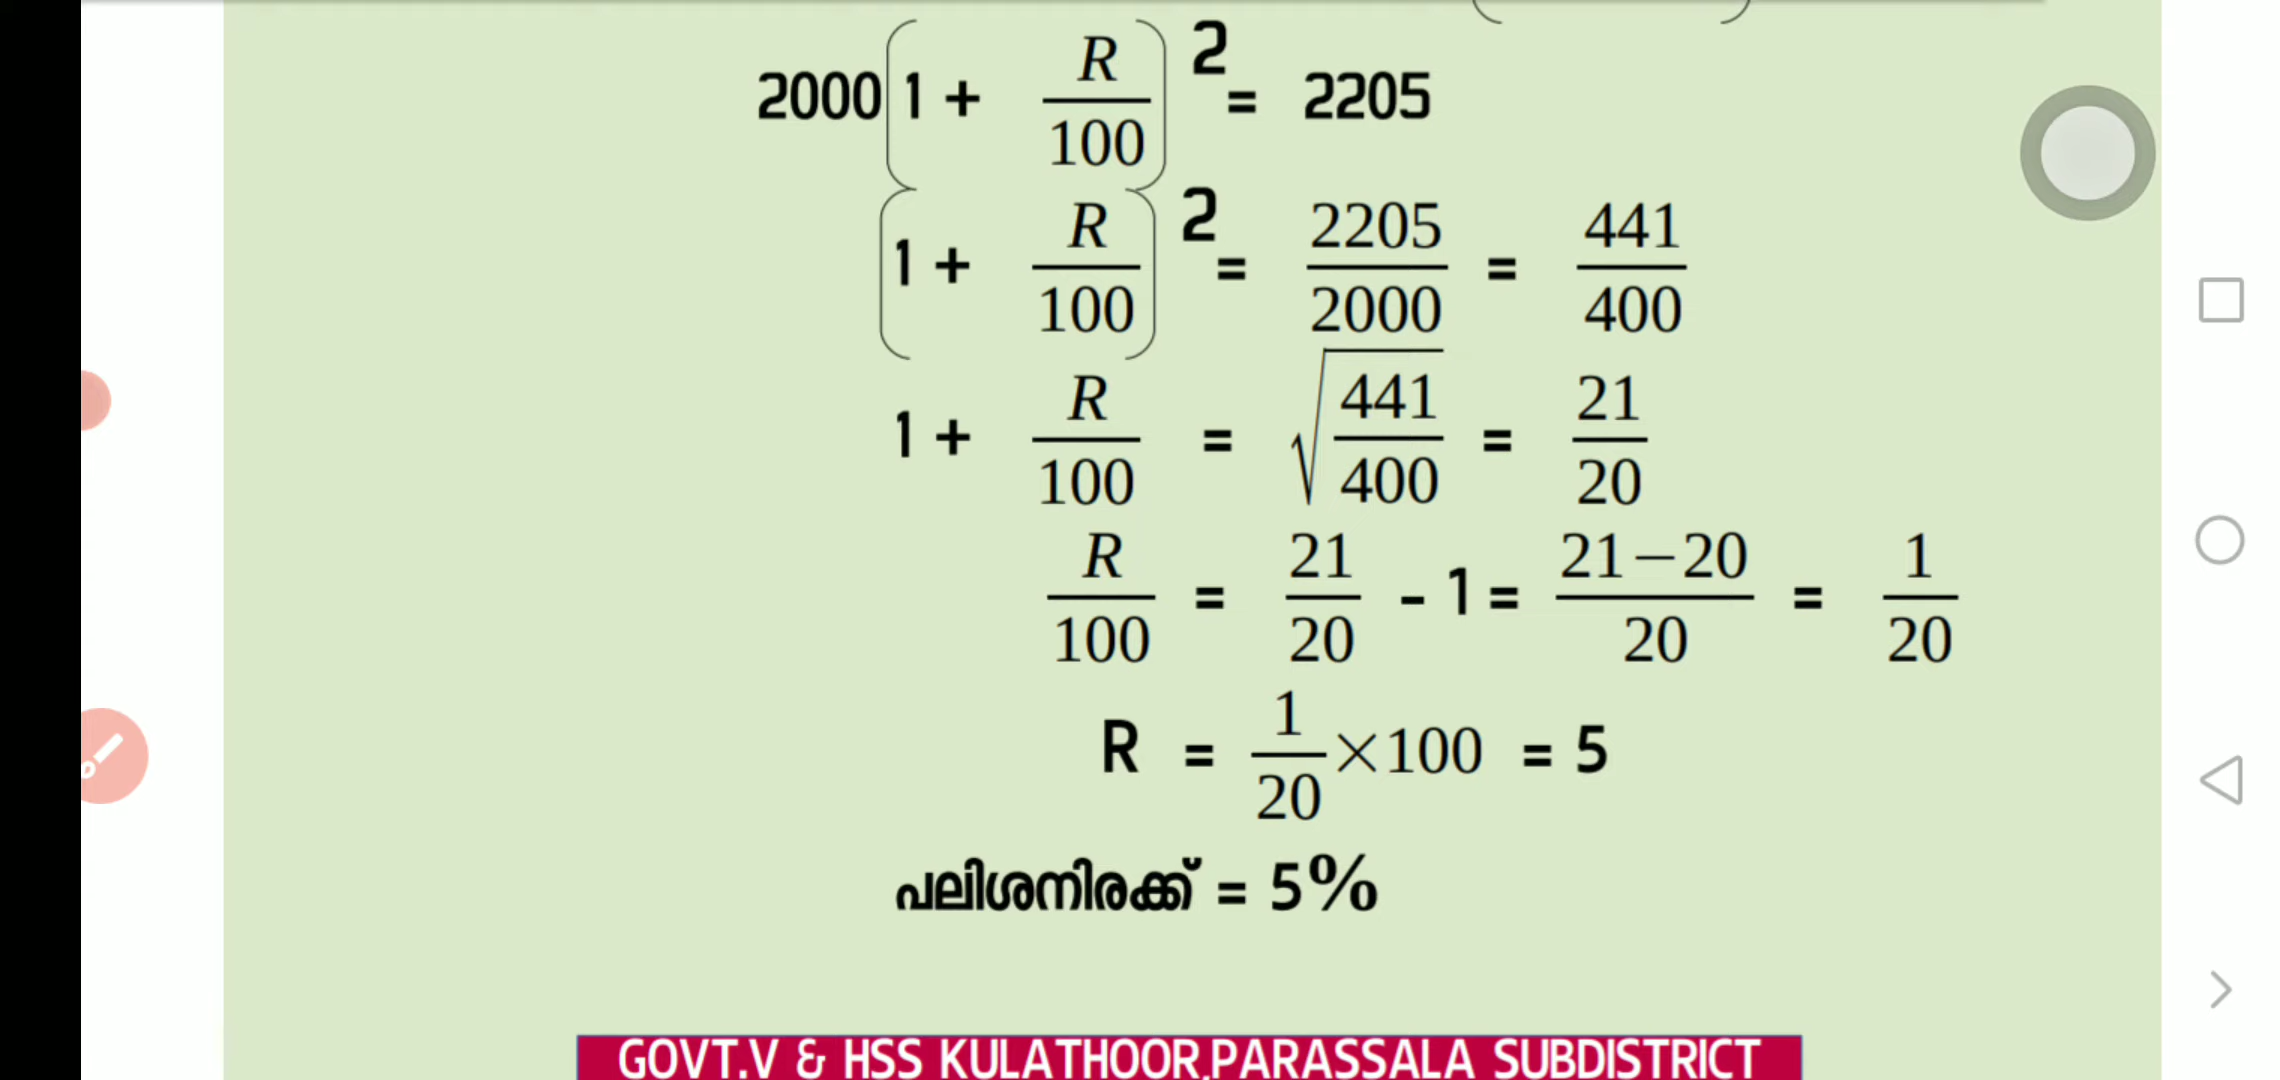 2000(1 + R/100)2 = 2205
(1 + R/100)2 = 2205/2000 = 441/400
1 + R/100 = √441/400 = 21/20
R/100 = 21/20 - 1 = 21−20/20 = 1/20
R = 1/20 ×100 = 5
പലിശനിരക്ക് = 5%
GOVT.V & HSS KULATHOOR,PARASSALA SUBDISTRICT